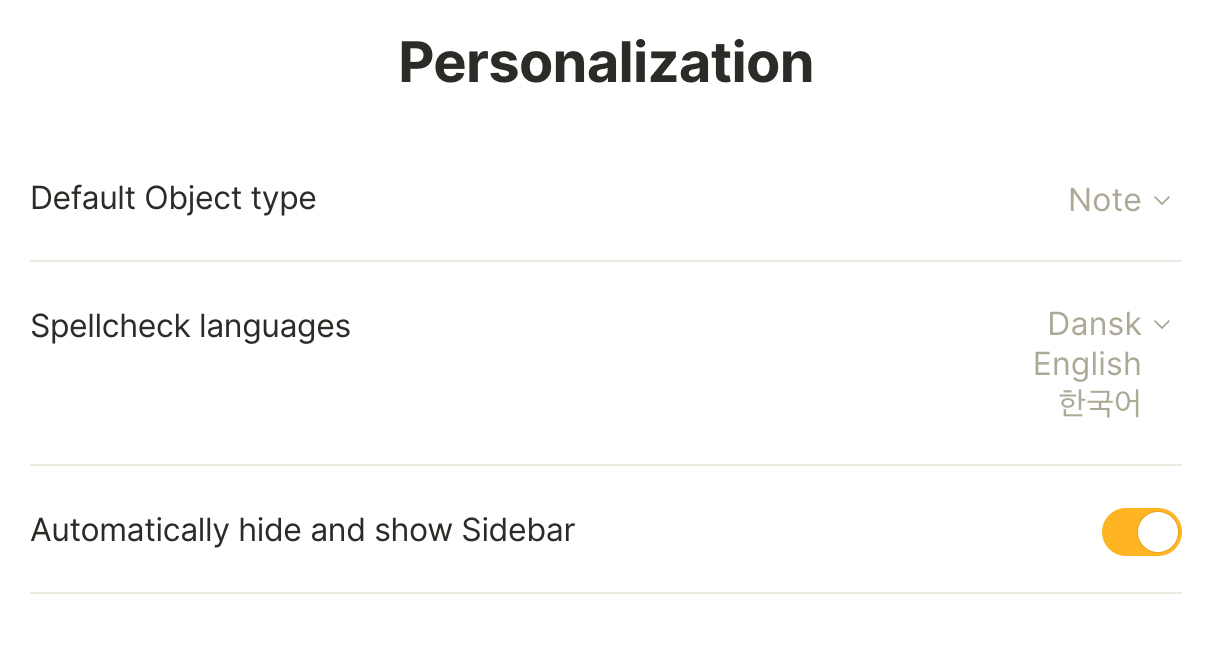 Personalization
Default Object type Note
Spellcheck languages Dansk
English
한국어
Automatically hide and show Sidebar